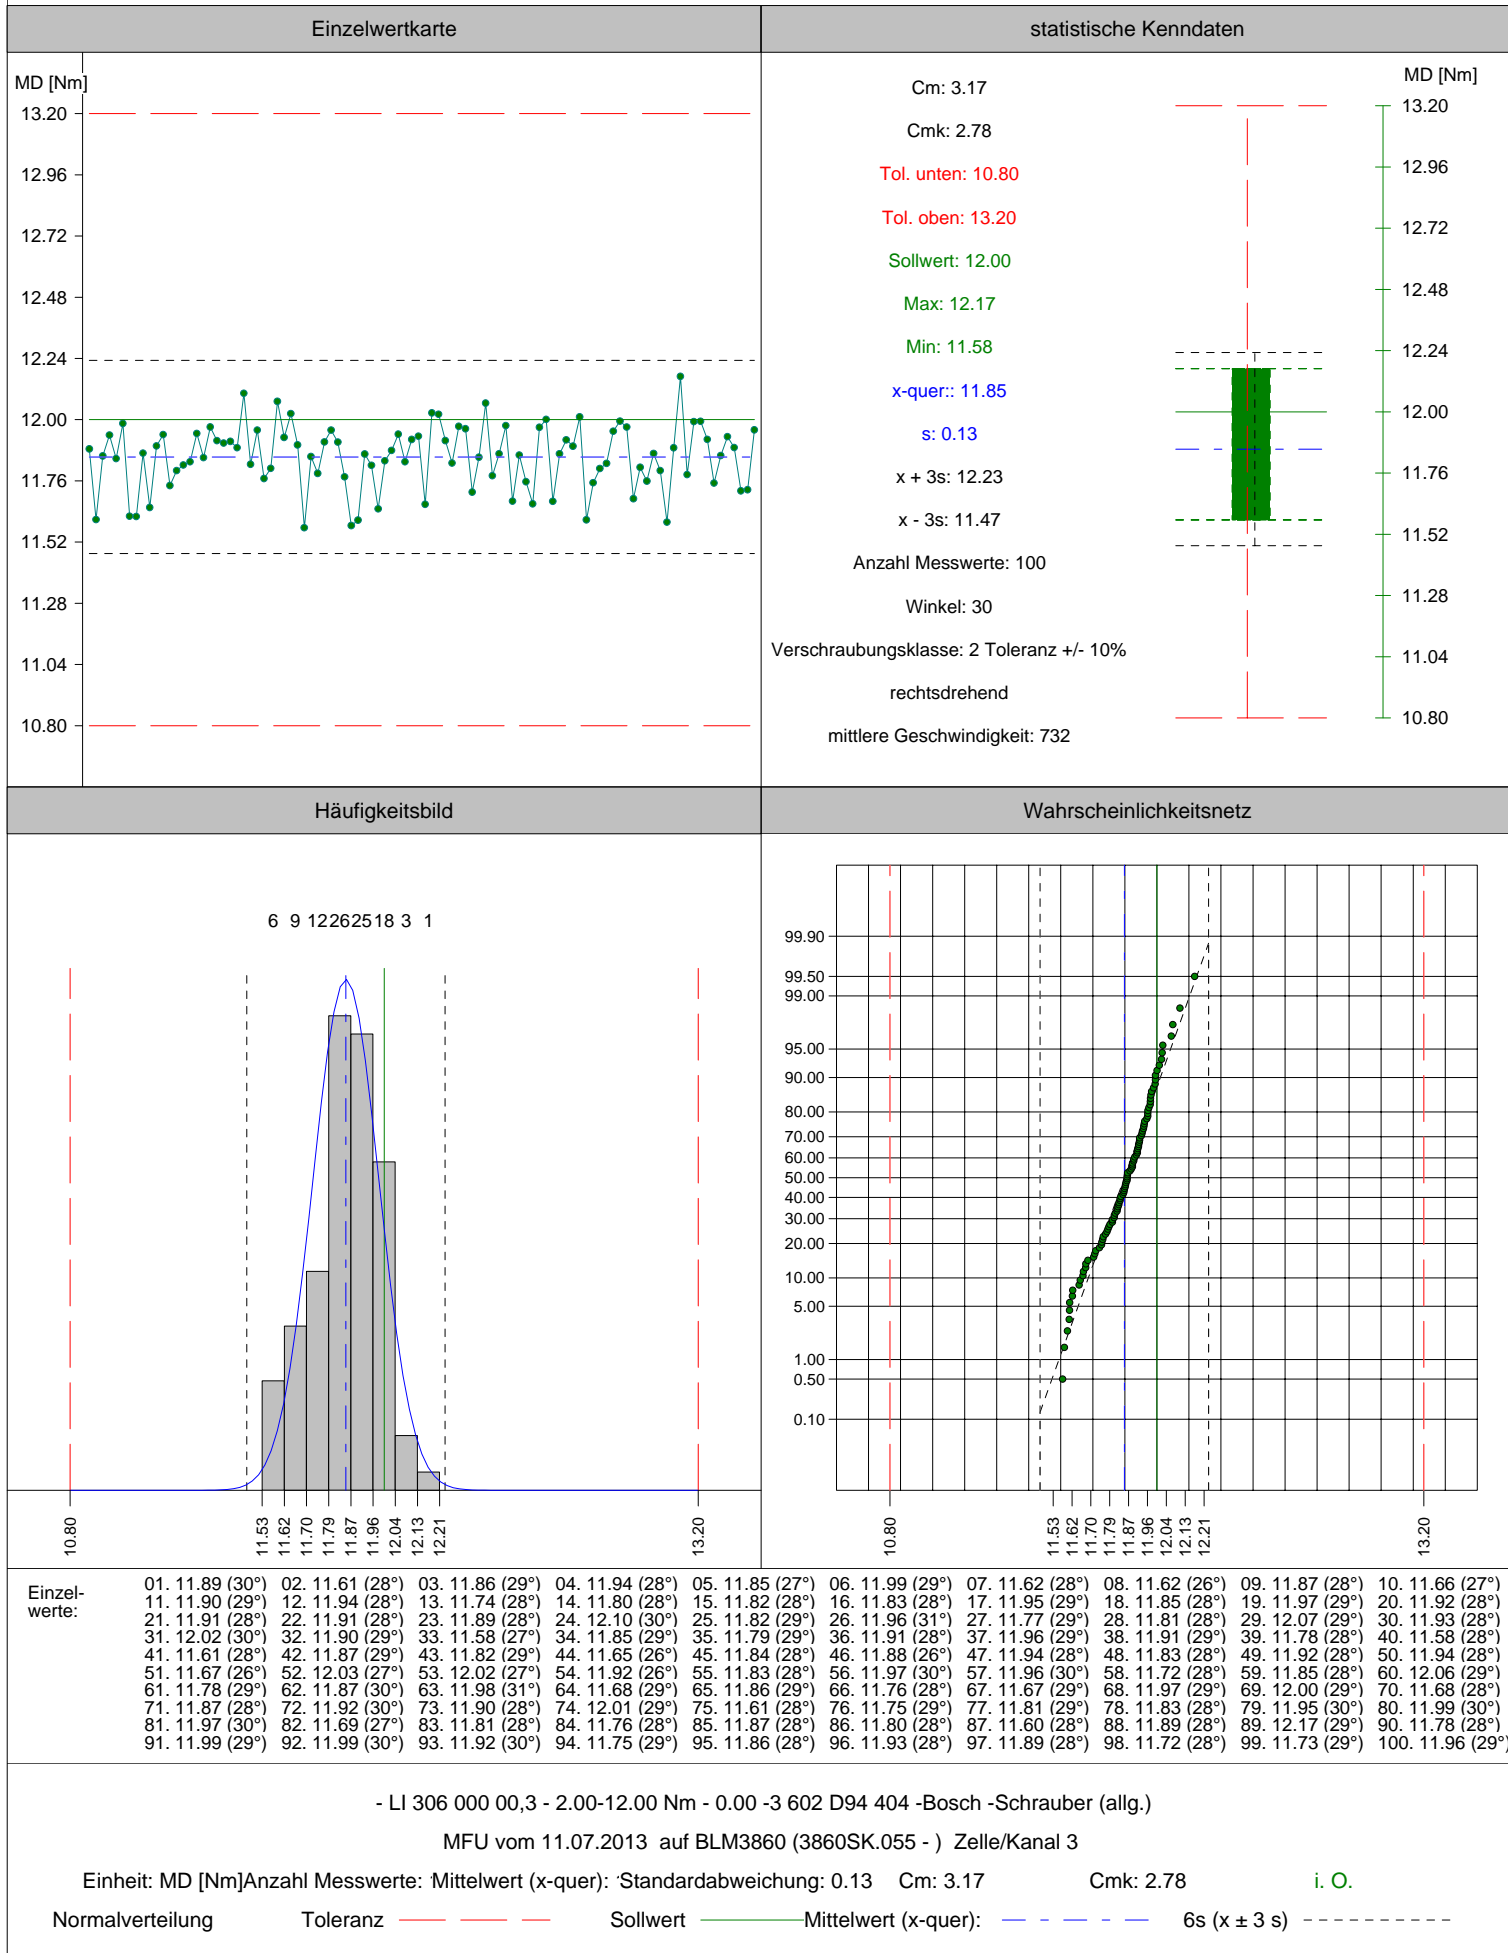 Einzelwertkarte
statistische Kenndaten
MD [Nm]
13.20
12.96
12.72
12.48
12.24
12.00
11.76
11.52
11.28
11.04
10.80
Cm: 3.17
Cmk: 2.78
Tol. unten: 10.80
Tol. oben: 13.20
Sollwert: 12.00
Max: 12.17
Min: 11.58
x-quer:: 11.85
s: 0.13
x + 3s: 12.23
x - 3s: 11.47
Anzahl Messwerte: 100
Winkel: 30
Verschraubungsklasse: 2 Toleranz +/- 10%
rechtsdrehend
mittlere Geschwindigkeit: 732
MD [Nm]
13.20
12.96
12.72
12.48
12.24
12.00
11.76
11.52
11.28
11.04
10.80
Häufigkeitsbild
Wahrscheinlichkeitsnetz
6 9 12 26 25 18 3 1
10.80 11.53 11.62 11.70 11.79 11.87 11.96 12.04 12.13 12.21 13.20
99.90
99.50
99.00
95.00
90.00
80.00
70.00
60.00
50.00
40.00
30.00
20.00
10.00
5.00
1.00
0.50
0.10
10.80 11.53 11.62 11.70 11.79 11.87 11.96 12.04 12.13 12.21 13.20
Einzel-
werte:
01. 11.89 (30°) 02. 11.61 (28°) 03. 11.86 (29°) 04. 11.94 (28°) 05. 11.85 (27°) 06. 11.99 (29°) 07. 11.62 (28°) 08. 11.62 (26°) 09. 11.87 (28°) 10. 11.66 (27°)
11. 11.90 (29°) 12. 11.94 (28°) 13. 11.74 (28°) 14. 11.80 (28°) 15. 11.82 (28°) 16. 11.83 (28°) 17. 11.95 (29°) 18. 11.85 (28°) 19. 11.97 (29°) 20. 11.92 (28°)
21. 11.91 (28°) 22. 11.91 (28°) 23. 11.89 (28°) 24. 12.10 (30°) 25. 11.82 (29°) 26. 11.96 (31°) 27. 11.77 (29°) 28. 11.81 (28°) 29. 12.07 (29°) 30. 11.93 (28°)
31. 12.02 (30°) 32. 11.90 (29°) 33. 11.58 (27°) 34. 11.85 (29°) 35. 11.79 (29°) 36. 11.91 (28°) 37. 11.96 (29°) 38. 11.91 (29°) 39. 11.78 (28°) 40. 11.58 (28°)
41. 11.61 (28°) 42. 11.87 (29°) 43. 11.82 (29°) 44. 11.65 (26°) 45. 11.84 (28°) 46. 11.88 (26°) 47. 11.94 (28°) 48. 11.83 (28°) 49. 11.92 (28°) 50. 11.94 (28°)
51. 11.67 (26°) 52. 12.03 (27°) 53. 12.02 (27°) 54. 11.92 (26°) 55. 11.83 (28°) 56. 11.97 (30°) 57. 11.96 (30°) 58. 11.72 (28°) 59. 11.85 (28°) 60. 12.06 (29°)
61. 11.78 (29°) 62. 11.87 (30°) 63. 11.98 (31°) 64. 11.68 (29°) 65. 11.86 (29°) 66. 11.76 (28°) 67. 11.67 (29°) 68. 11.97 (29°) 69. 12.00 (29°) 70. 11.68 (28°)
71. 11.87 (28°) 72. 11.92 (30°) 73. 11.90 (28°) 74. 12.01 (29°) 75. 11.61 (28°) 76. 11.75 (29°) 77. 11.81 (29°) 78. 11.83 (28°) 79. 11.95 (30°) 80. 11.99 (30°)
81. 11.97 (30°) 82. 11.69 (27°) 83. 11.81 (28°) 84. 11.76 (28°) 85. 11.87 (28°) 86. 11.80 (28°) 87. 11.60 (28°) 88. 11.89 (28°) 89. 12.17 (29°) 90. 11.78 (28°)
91. 11.99 (29°) 92. 11.99 (30°) 93. 11.92 (30°) 94. 11.75 (29°) 95. 11.86 (28°) 96. 11.93 (28°) 97. 11.89 (28°) 98. 11.72 (28°) 99. 11.73 (29°) 100. 11.96 (29°)
- LI 306 000 00,3 - 2.00-12.00 Nm - 0.00 -3 602 D94 404 -Bosch -Schrauber (allg.)
MFU vom 11.07.2013 auf BLM3860 (3860SK.055 - ) Zelle/Kanal 3
Einheit: MD [Nm] Anzahl Messwerte: Mittelwert (x-quer): Standardabweichung: 0.13 Cm: 3.17 Cmk: 2.78 i. O.
Normalverteilung Toleranz Sollwert Mittelwert (x-quer): 6s (x ± 3 s)